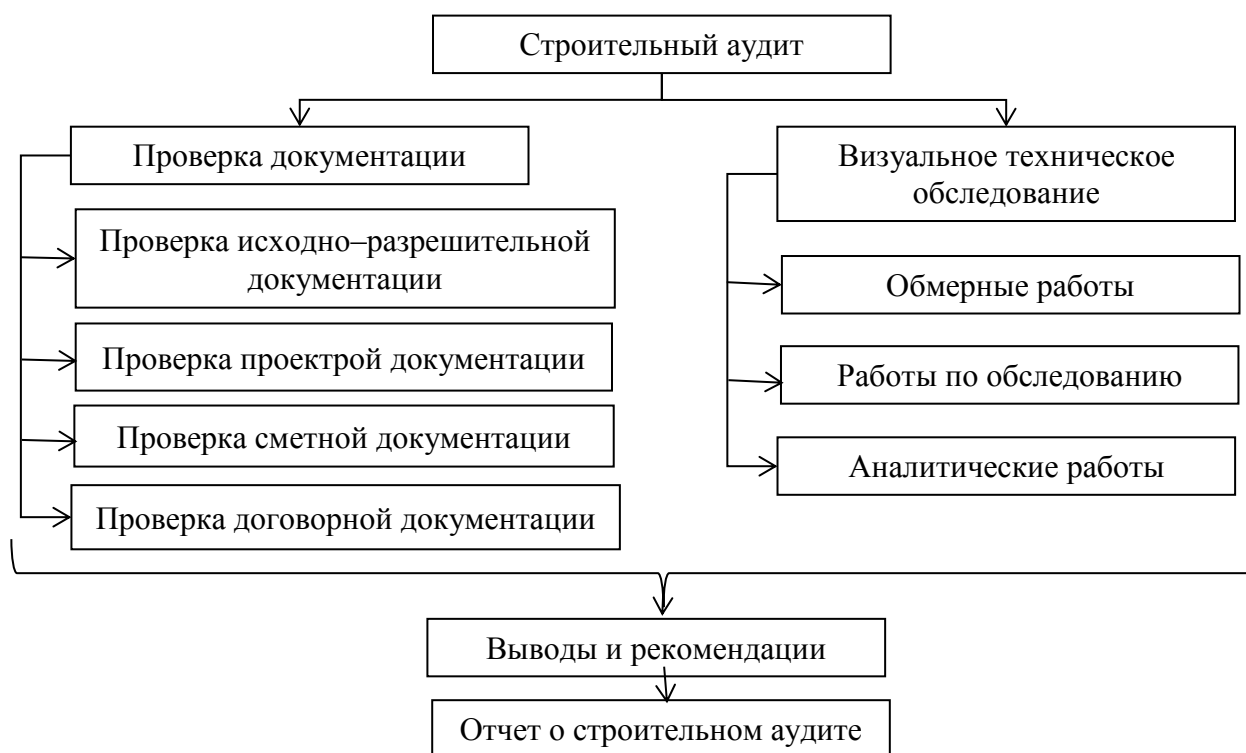 Строительный аудит
Проверка документации
Проверка исходно–разрешительной
документации
Проверка проектрой документации
Проверка сметной документации
Проверка договорной документации
Визуальное техническое
обследование
Обмерные работы
Работы по обследованию
Аналитические работы
Выводы и рекомендации
Отчет о строительном аудите